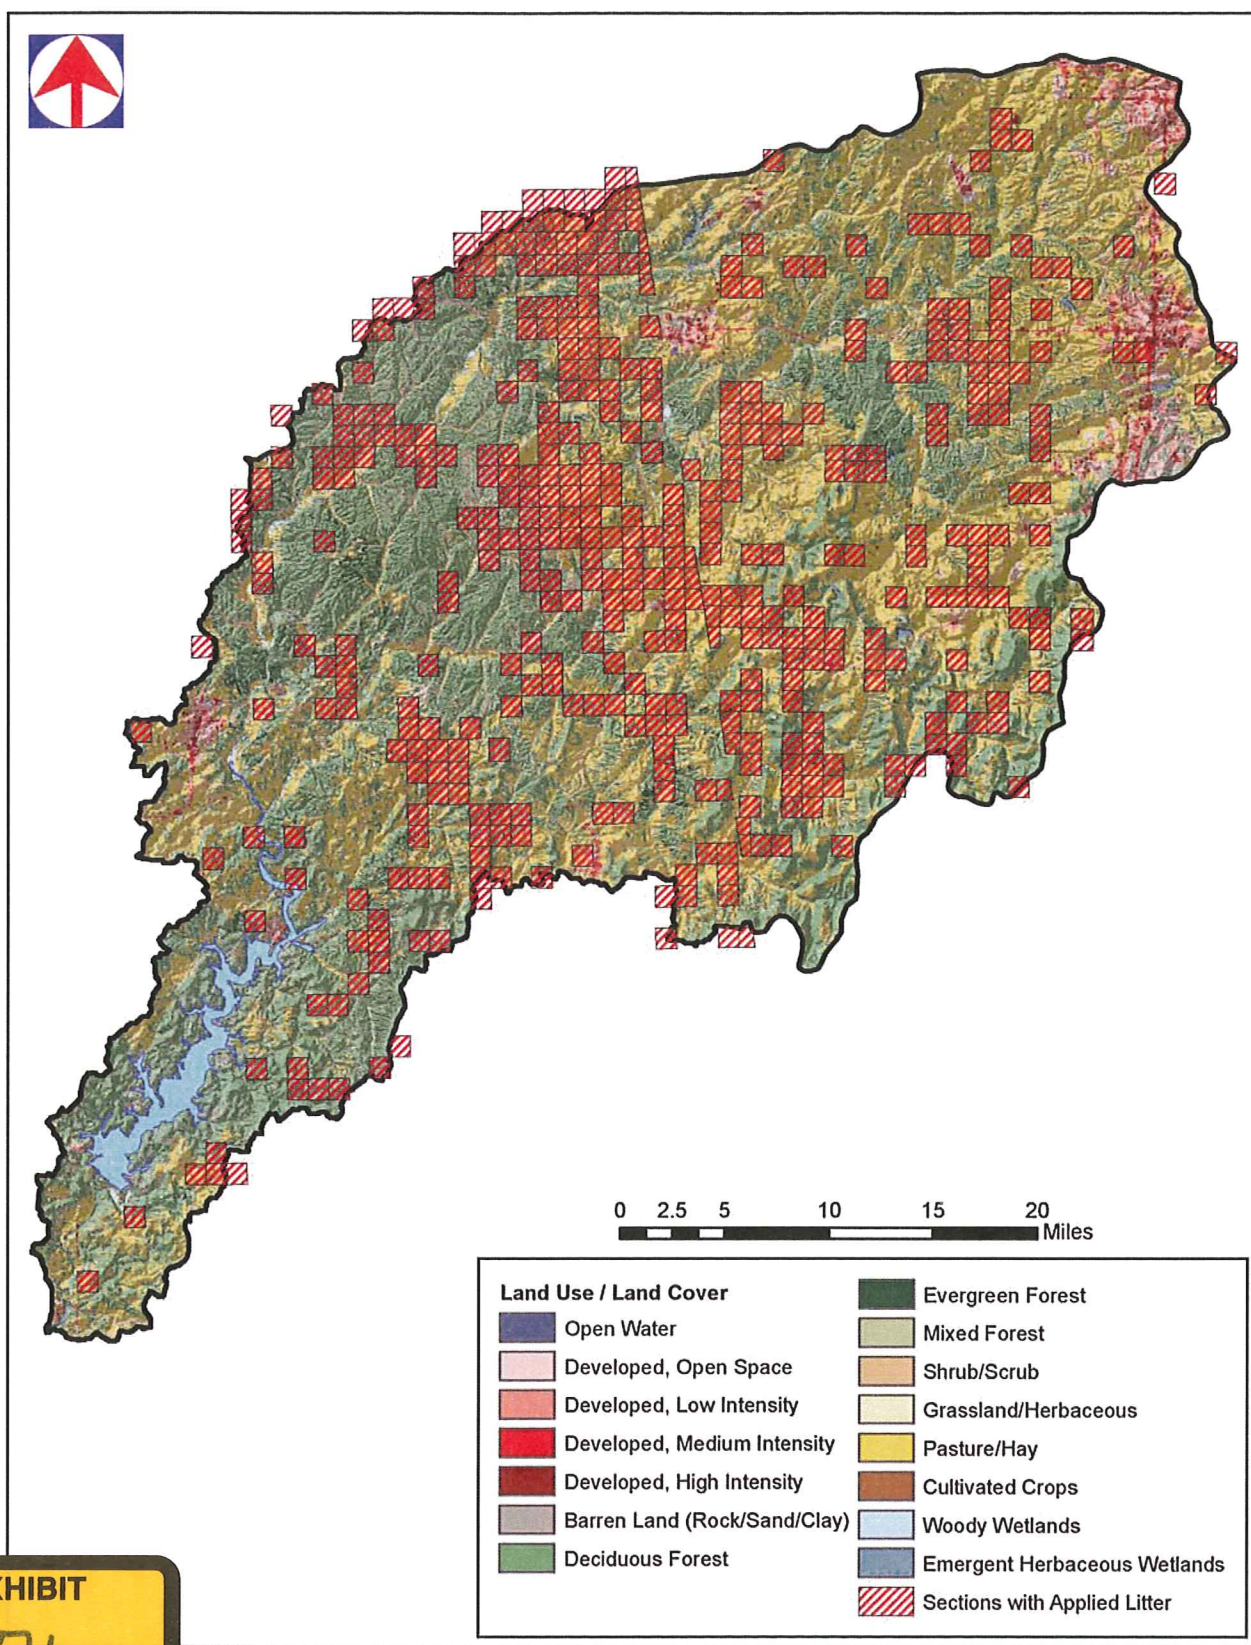 0 2.5 5 10 15 20
Miles
Land Use / Land Cover
Open Water
Developed, Open Space
Developed, Low Intensity
Developed, Medium Intensity
Developed, High Intensity
Barren Land (Rock/Sand/Clay)
Deciduous Forest
Evergreen Forest
Mixed Forest
Shrub/Scrub
Grassland/Herbaceous
Pasture/Hay
Cultivated Crops
Woody Wetlands
Emergent Herbaceous Wetlands
Sections with Applied Litter
HIBIT